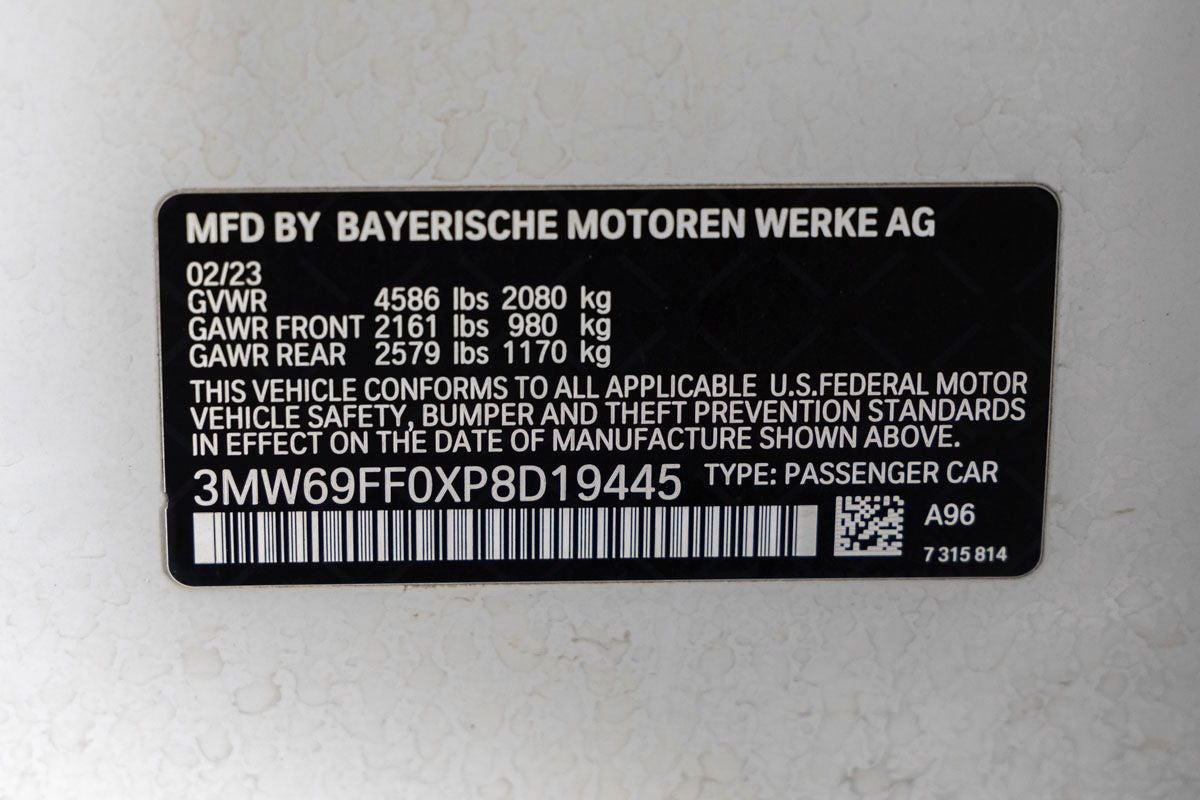 MFD BY BAYERISCHE MOTOREN WERKE AG
02/23
GVWR 4586 lbs 2080 kg
GAWR FRONT 2161 lbs 980 kg
GAWR REAR 2579 lbs 1170 kg
THIS VEHICLE CONFORMS TO ALL APPLICABLE U.S.FEDERAL MOTOR
VEHICLE SAFETY, BUMPER AND THEFT PREVENTION STANDARDS
IN EFFECT ON THE DATE OF MANUFACTURE SHOWN ABOVE.
3MW69FF0XP8D19445 TYPE: PASSENGER CAR
A96
7 315 814